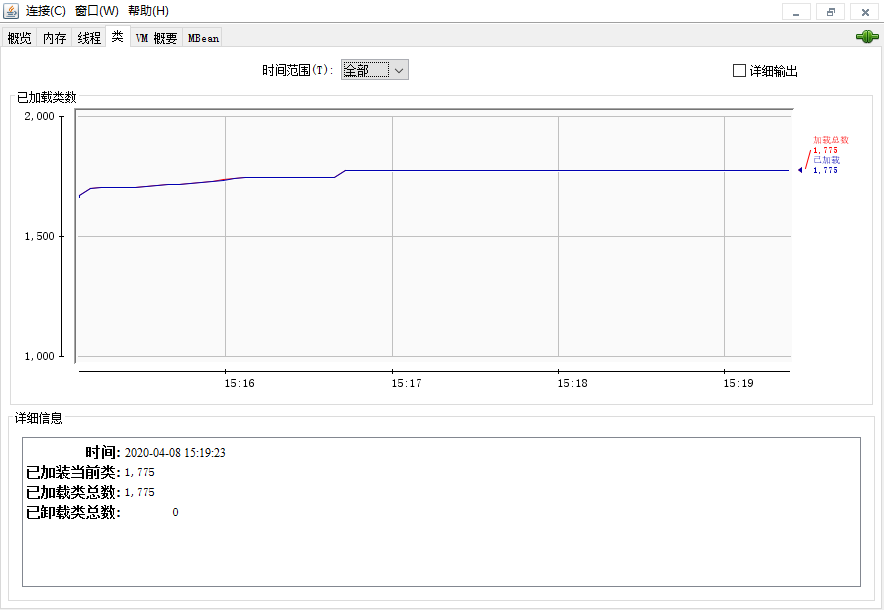 连接(C) 窗口(W) 帮助(H)
概览 内存 线程 类 VM 概要 MBean
时间范围(T): 全部 详细输出
已加载类数
2,000
加载总数
1,775
已加载
1,775
1,500
1,000
15:16 15:17 15:18 15:19
详细信息
时间: 2020-04-08 15:19:23
已加装当前类: 1,775
已加载类总数: 1,775
已卸载类总数: 0